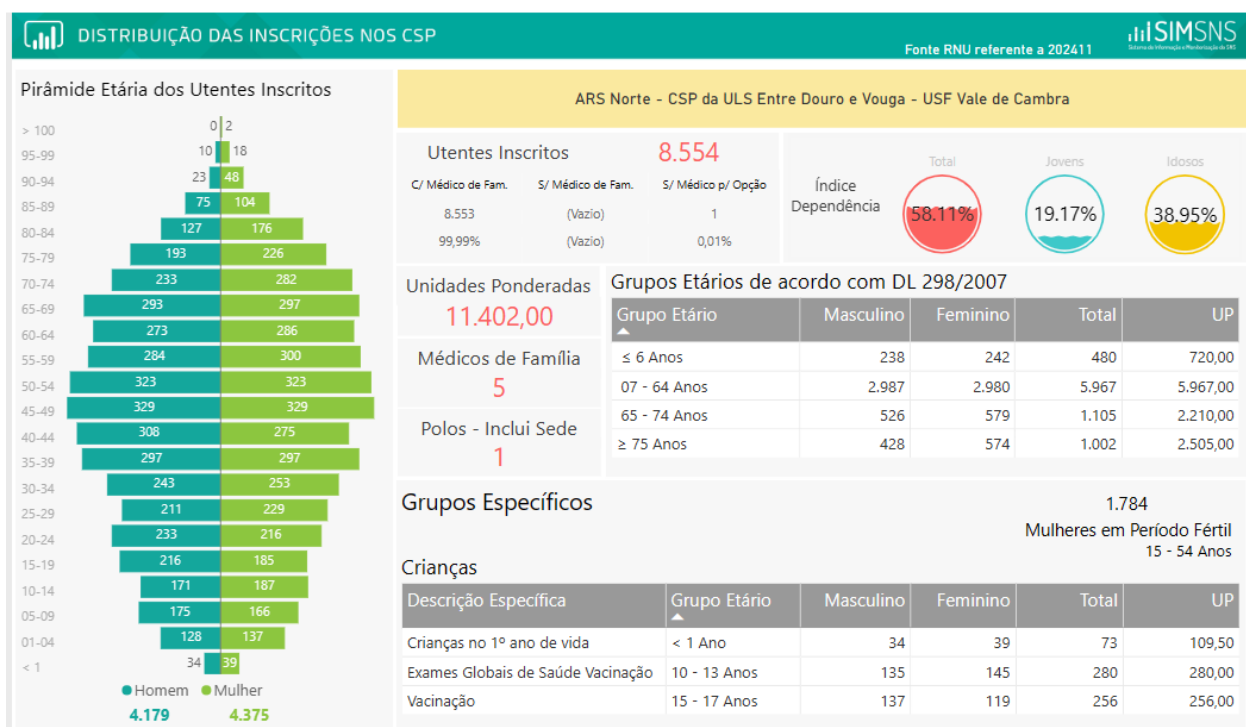 DISTRIBUIÇÃO DAS INSCRIÇÕES NOS CSP
Fonte RNU referente a 202411
SIMSNS
Sistema de Informação e Monitorização do SNS
Pirâmide Etária dos Utentes Inscritos
> 100 0 2
95-99 10 18
90-94 23 48
85-89 75 104
80-84 127 176
75-79 193 226
70-74 233 282
65-69 293 297
60-64 273 286
55-59 284 300
50-54 323 323
45-49 329 329
40-44 308 275
35-39 297 297
30-34 243 253
25-29 211 229
20-24 233 216
15-19 216 185
10-14 171 187
05-09 175 166
01-04 128 137
< 1 34 39
Homem Mulher
4.179 4.375
ARS Norte - CSP da ULS Entre Douro e Vouga - USF Vale de Cambra
Utentes Inscritos 8.554
C/ Médico de Fam. S/ Médico de Fam. S/ Médico p/ Opção
8.553 (Vazio) 1
99,99% (Vazio) 0,01%
Índice Dependência
Total Jovens Idosos
58.11% 19.17% 38.95%
Unidades Ponderadas
11.402,00
Médicos de Família
5
Polos - Inclui Sede
1
Grupos Etários de acordo com DL 298/2007
Grupo Etário Masculino Feminino Total UP
≤ 6 Anos 238 242 480 720,00
07 - 64 Anos 2.987 2.980 5.967 5.967,00
65 - 74 Anos 526 579 1.105 2.210,00
≥ 75 Anos 428 574 1.002 2.505,00
Grupos Específicos
1.784
Mulheres em Período Fértil
15 - 54 Anos
Crianças
Descrição Específica Grupo Etário Masculino Feminino Total UP
Crianças no 1º ano de vida < 1 Ano 34 39 73 109,50
Exames Globais de Saúde Vacinação 10 - 13 Anos 135 145 280 280,00
Vacinação 15 - 17 Anos 137 119 256 256,00